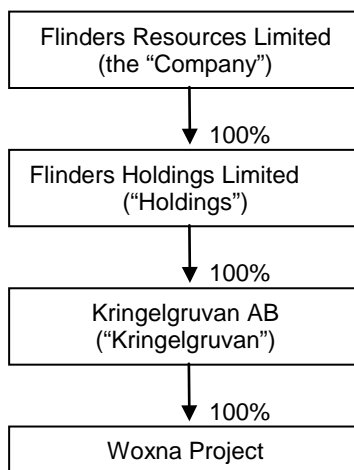 Flinders Resources Limited
(the “Company”)
100%
Flinders Holdings Limited
(“Holdings”)
100%
Kringelgruvan AB
(“Kringelgruvan”)
100%
Woxna Project